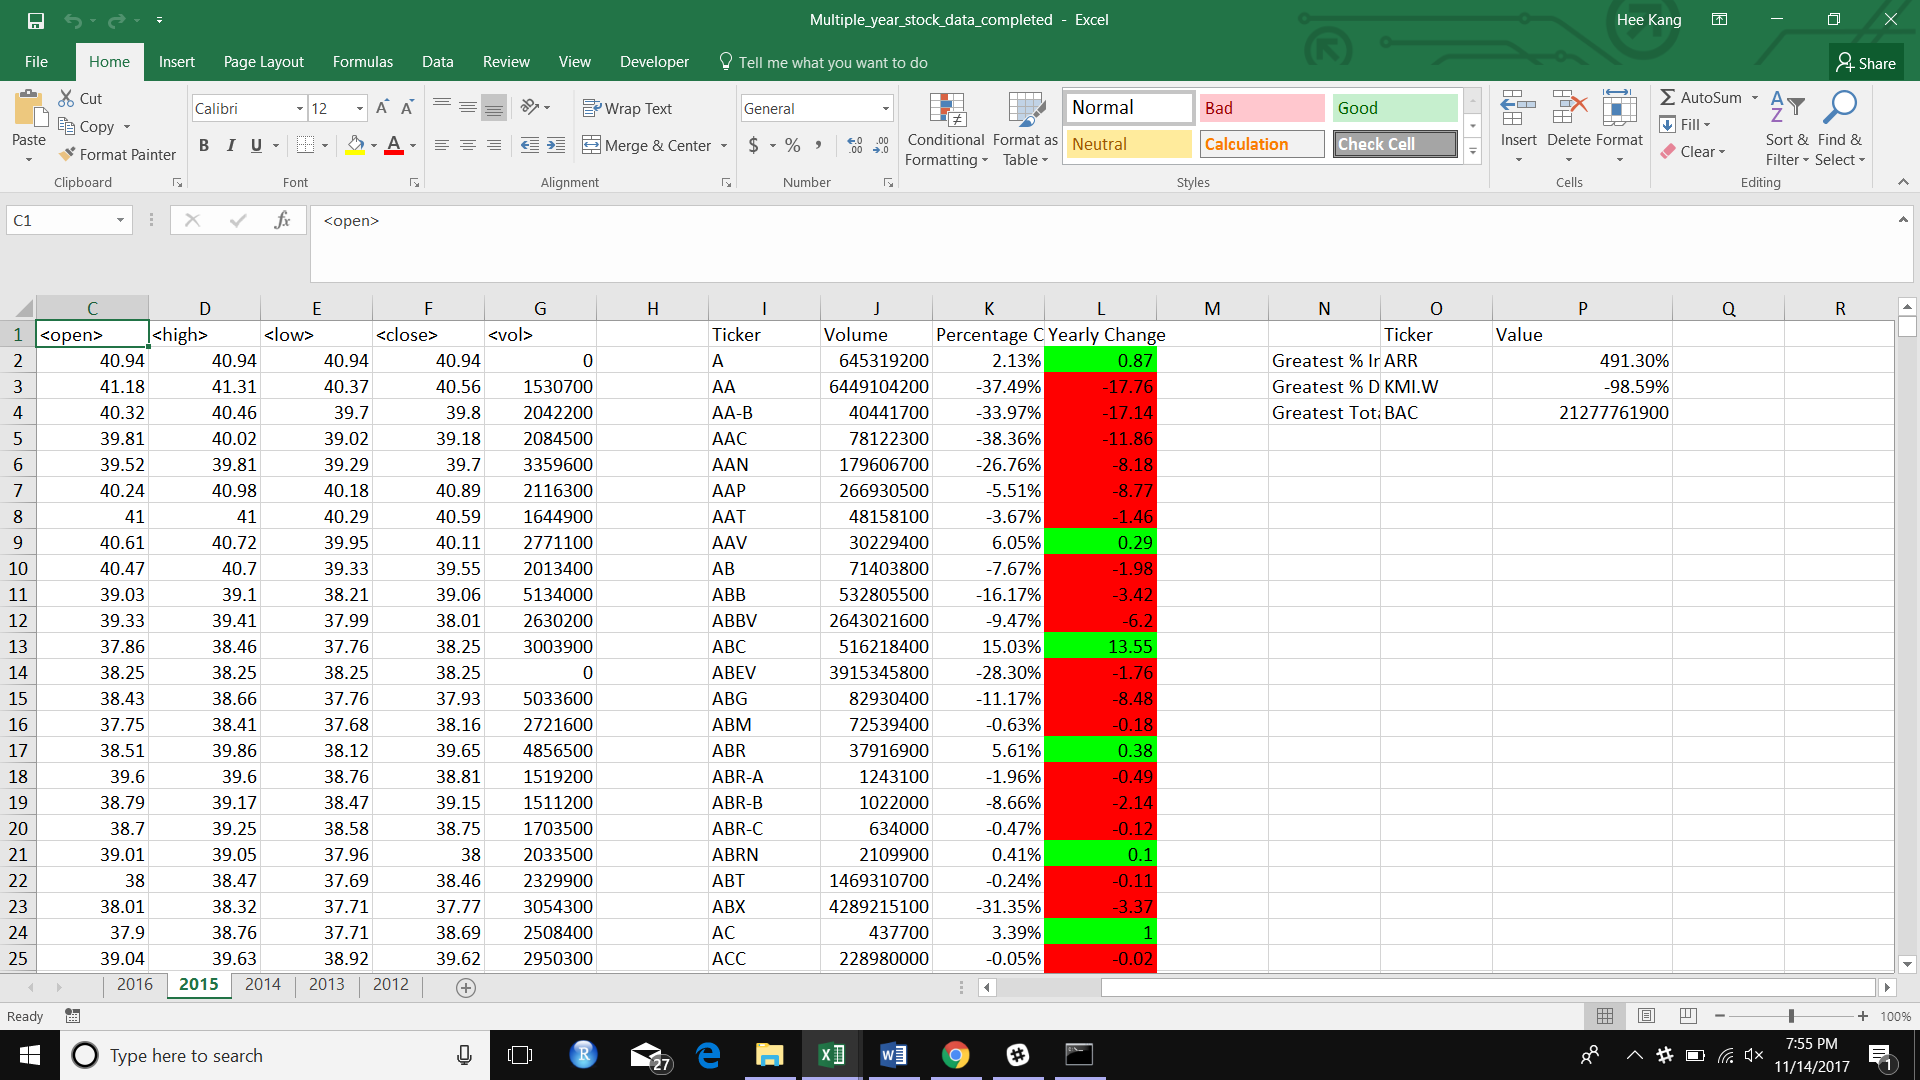 Multiple_year_stock_data_completed - Excel
Hee Kang
File Home Insert Page Layout Formulas Data Review View Developer Tell me what you want to do Share
Paste Cut Copy Format Painter Clipboard
Calibri 12 B I U Font
Wrap Text Merge & Center Alignment
General $ % , Number
Conditional Formatting Format as Table Normal Bad Good Neutral Calculation Check Cell Styles
Insert Delete Format Cells
AutoSum Fill Clear Sort & Filter Find & Select Editing
C1 fx <open>
C D E F G H I J K L M N O P Q R
1 <open> <high> <low> <close> <vol> Ticker Volume Percentage C Yearly Change Ticker Value
2 40.94 40.94 40.94 40.94 0 A 645319200 2.13% 0.87 Greatest % Ir ARR 491.30%
3 41.18 41.31 40.37 40.56 1530700 AA 6449104200 -37.49% -17.76 Greatest % D KMI.W -98.59%
4 40.32 40.46 39.7 39.8 2042200 AA-B 40441700 -33.97% -17.14 Greatest Tota BAC 21277761900
5 39.81 40.02 39.02 39.18 2084500 AAC 78122300 -38.36% -11.86
6 39.52 39.81 39.29 39.7 3359600 AAN 179606700 -26.76% -8.18
7 40.24 40.98 40.18 40.89 2116300 AAP 266930500 -5.51% -8.77
8 41 41 40.29 40.59 1644900 AAT 48158100 -3.67% -1.46
9 40.61 40.72 39.95 40.11 2771100 AAV 30229400 6.05% 0.29
10 40.47 40.7 39.33 39.55 2013400 AB 71403800 -7.67% -1.98
11 39.03 39.1 38.21 39.06 5134000 ABB 532805500 -16.17% -3.42
12 39.33 39.41 37.99 38.01 2630200 ABBV 2643021600 -9.47% -6.2
13 37.86 38.46 37.76 38.25 3003900 ABC 516218400 15.03% 13.55
14 38.25 38.25 38.25 38.25 0 ABEV 3915345800 -28.30% -1.76
15 38.43 38.66 37.76 37.93 5033600 ABG 82930400 -11.17% -8.48
16 37.75 38.41 37.68 38.16 2721600 ABM 72539400 -0.63% -0.18
17 38.51 39.86 38.12 39.65 4856500 ABR 37916900 5.61% 0.38
18 39.6 39.6 38.76 38.81 1519200 ABR-A 1243100 -1.96% -0.49
19 38.79 39.17 38.47 39.15 1511200 ABR-B 1022000 -8.66% -2.14
20 38.7 39.25 38.58 38.75 1703500 ABR-C 634000 -0.47% -0.12
21 39.01 39.05 37.96 38 2033500 ABRN 2109900 0.41% 0.1
22 38 38.47 37.69 38.46 2329900 ABT 1469310700 -0.24% -0.11
23 38.01 38.32 37.71 37.77 3054300 ABX 4289215100 -31.35% -3.37
24 37.9 38.76 37.71 38.69 2508400 AC 437700 3.39% 1
25 39.04 39.63 38.92 39.62 2950300 ACC 228980000 -0.05% -0.02
2016 2015 2014 2013 2012
Ready 100%
Type here to search 27 7:55 PM
11/14/2017 1